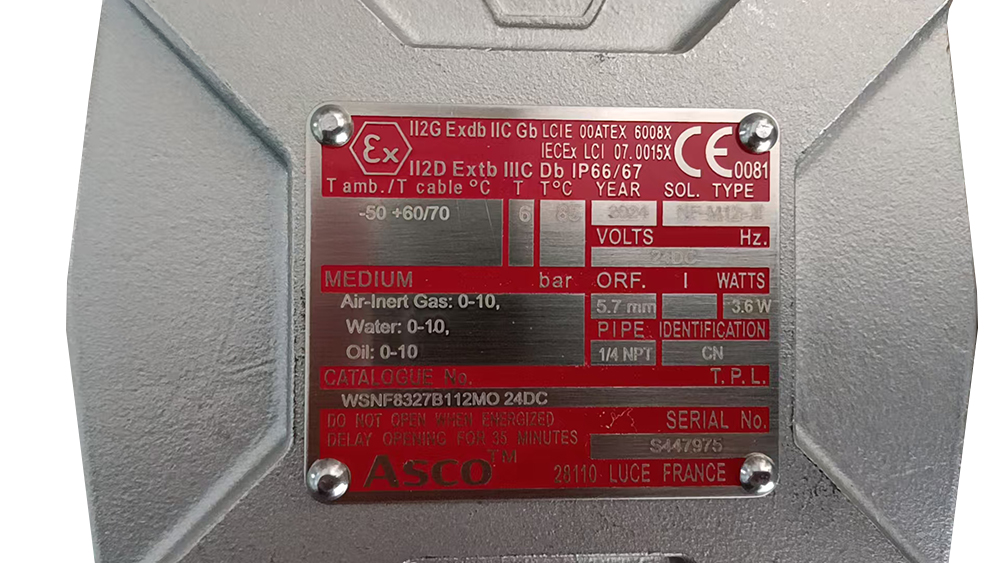 Ex
II2G Exdb IIC Gb LCIE 00ATEX 6008X
IECEx LCI 07.0015X
CE 0081
II2D Extb IIIC Db IP66/67
T amb./T cable °C T T°C YEAR SOL. TYPE
-50 +60/70 6 2024
VOLTS Hz.
24DC
MEDIUM bar ORF. I WATTS
Air-Inert Gas: 0-10, 5.7 mm 3.6 W
Water: 0-10, PIPE IDENTIFICATION
Oil: 0-10 1/4 NPT CN
CATALOGUE No. T.P.L.
WSNF8327B112MO 24DC
DO NOT OPEN WHEN ENERGIZED SERIAL No.
DELAY OPENING FOR 35 MINUTES S447975
ASCO™ 28110- LUCE FRANCE